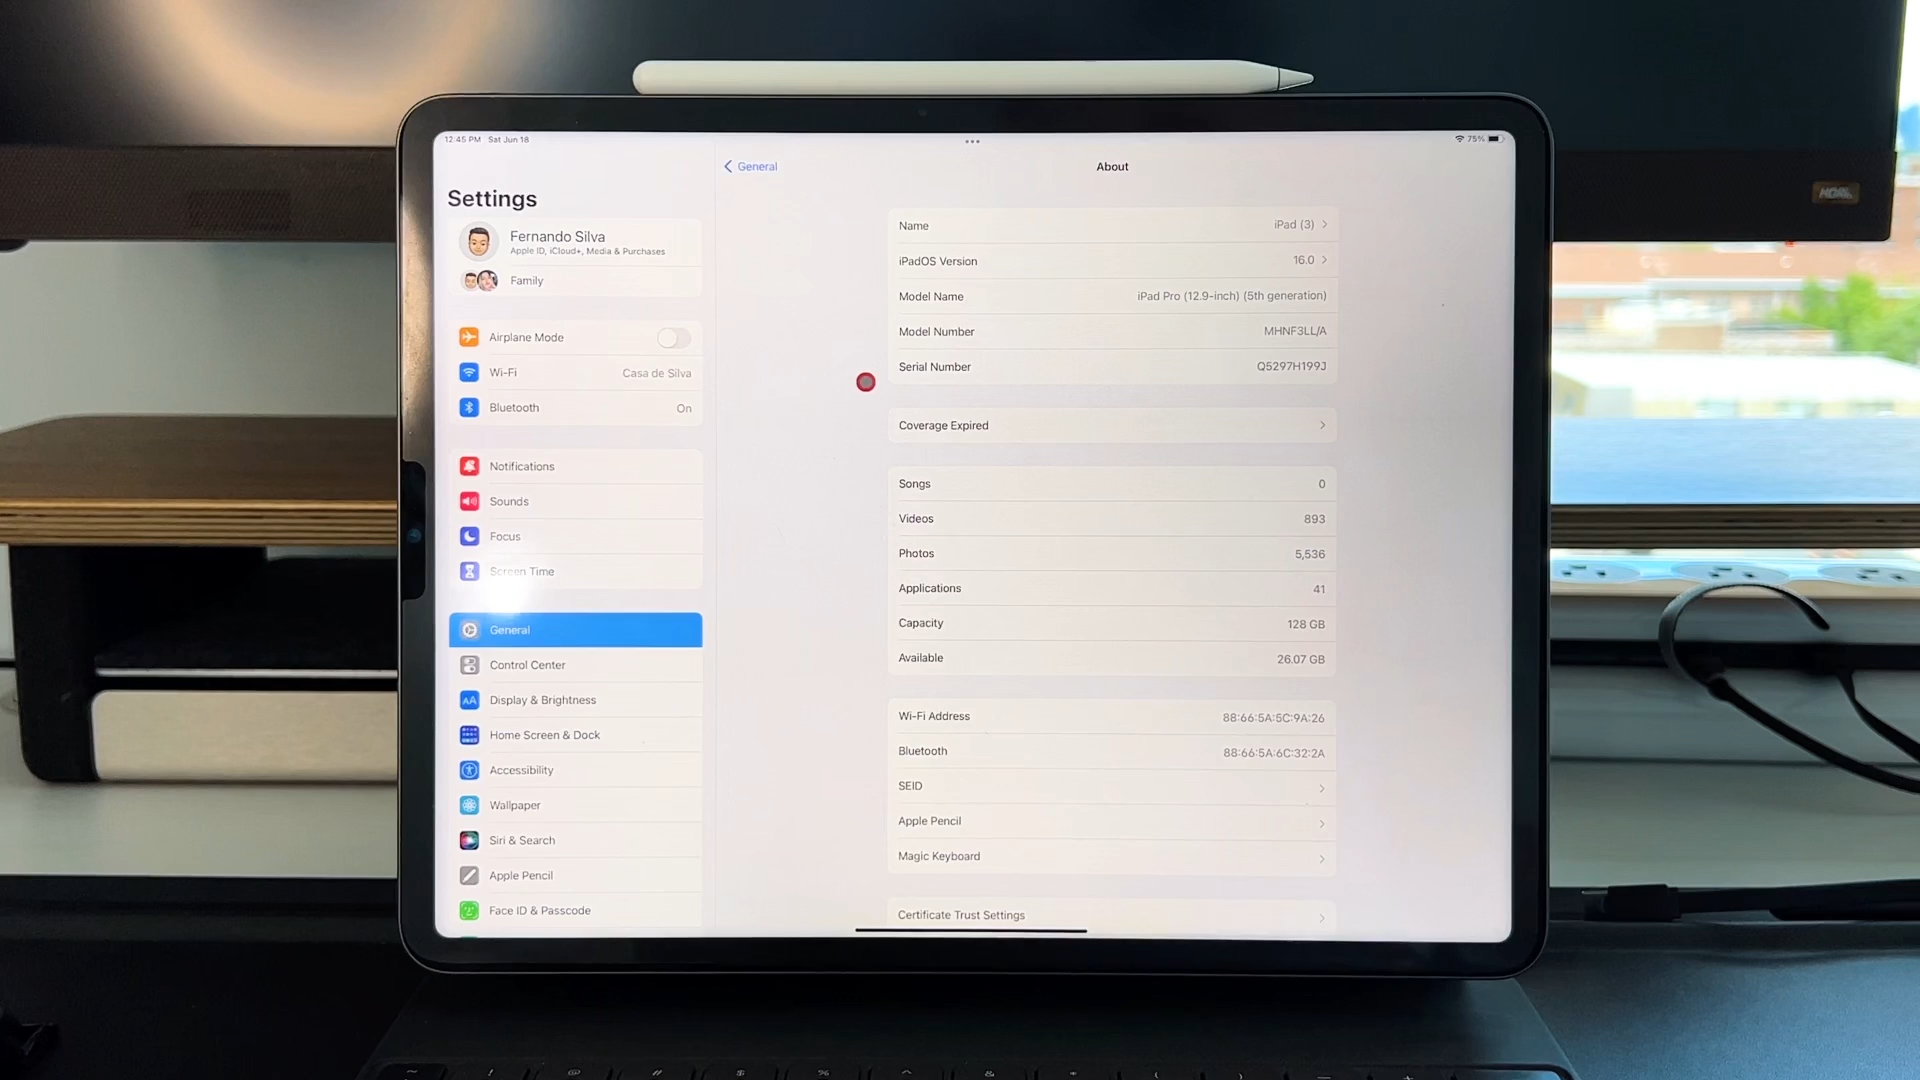 12:45 PM Sat Jun 18
75%
Settings
Fernando Silva
Apple ID, iCloud+, Media & Purchases
Family
Airplane Mode
Wi-Fi Casa de Silva
Bluetooth On
Notifications
Sounds
Focus
Screen Time
General
Control Center
Display & Brightness
Home Screen & Dock
Accessibility
Wallpaper
Siri & Search
Apple Pencil
Face ID & Passcode
General
About
Name iPad (3)
iPadOS Version 16.0
Model Name iPad Pro (12.9-inch) (5th generation)
Model Number MHNF3LL/A
Serial Number Q5297H199J
Coverage Expired
Songs 0
Videos 893
Photos 5,536
Applications 41
Capacity 128 GB
Available 26.07 GB
Wi-Fi Address 88:66:5A:5C:9A:26
Bluetooth 88:66:5A:6C:32:2A
SEID
Apple Pencil
Magic Keyboard
Certificate Trust Settings